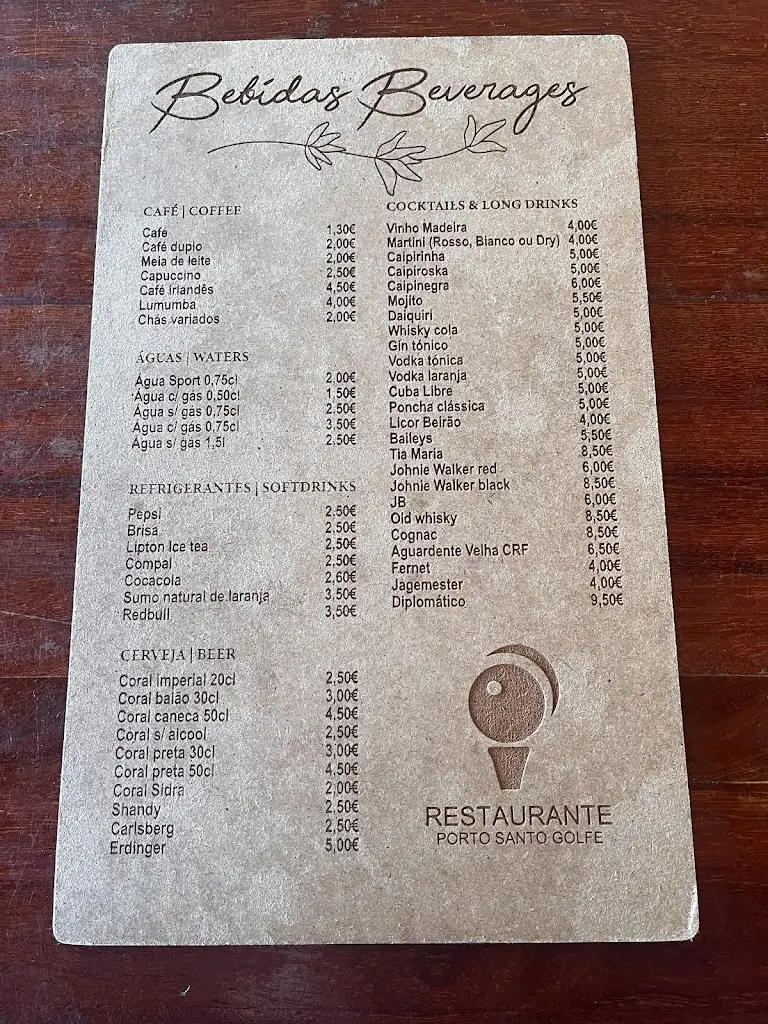 Bebidas Beverages
CAFÉ | COFFEE
Café 1,30€
Café duplo 2,00€
Meia de leite 2,00€
Capuccino 2,50€
Café irlandês 4,50€
Lumumba 4,00€
Chás variados 2,00€
ÁGUAS | WATERS
Água Sport 0,75cl 2,00€
Água c/ gás 0,50cl 1,50€
Água s/ gás 0,75cl 2,50€
Água c/ gás 0,75cl 3,50€
Água s/ gás 1,5l 2,50€
REFRIGERANTES | SOFTDRINKS
Pepsi 2,50€
Brisa 2,50€
Lipton Ice tea 2,50€
Compal 2,50€
Cocacola 2,60€
Sumo natural de laranja 3,50€
Redbull 3,50€
CERVEJA | BEER
Coral imperial 20cl 2,50€
Coral balão 30cl 3,00€
Coral caneca 50cl 4,50€
Coral s/ alcool 2,50€
Coral preta 30cl 3,00€
Coral preta 50cl 4,50€
Coral Sidra 2,00€
Shandy 2,50€
Carlsberg 2,50€
Erdinger 5,00€
COCKTAILS & LONG DRINKS
Vinho Madeira 4,00€
Martini (Rosso, Bianco ou Dry) 4,00€
Caipirinha 5,00€
Caipiroska 5,00€
Caipinegra 6,00€
Mojito 5,50€
Daiquiri 5,00€
Whisky cola 5,00€
Gin tónico 5,00€
Vodka tónica 5,00€
Vodka laranja 5,00€
Cuba Libre 5,00€
Poncha clássica 5,00€
Licor Beirão 4,00€
Baileys 5,50€
Tia Maria 8,50€
Johnie Walker red 6,00€
Johnie Walker black 8,50€
JB 6,00€
Old whisky 8,50€
Cognac 8,50€
Aguardente Velha CRF 6,50€
Fernet 4,00€
Jagemester 4,00€
Diplomático 9,50€
RESTAURANTE
PORTO SANTO GOLFE